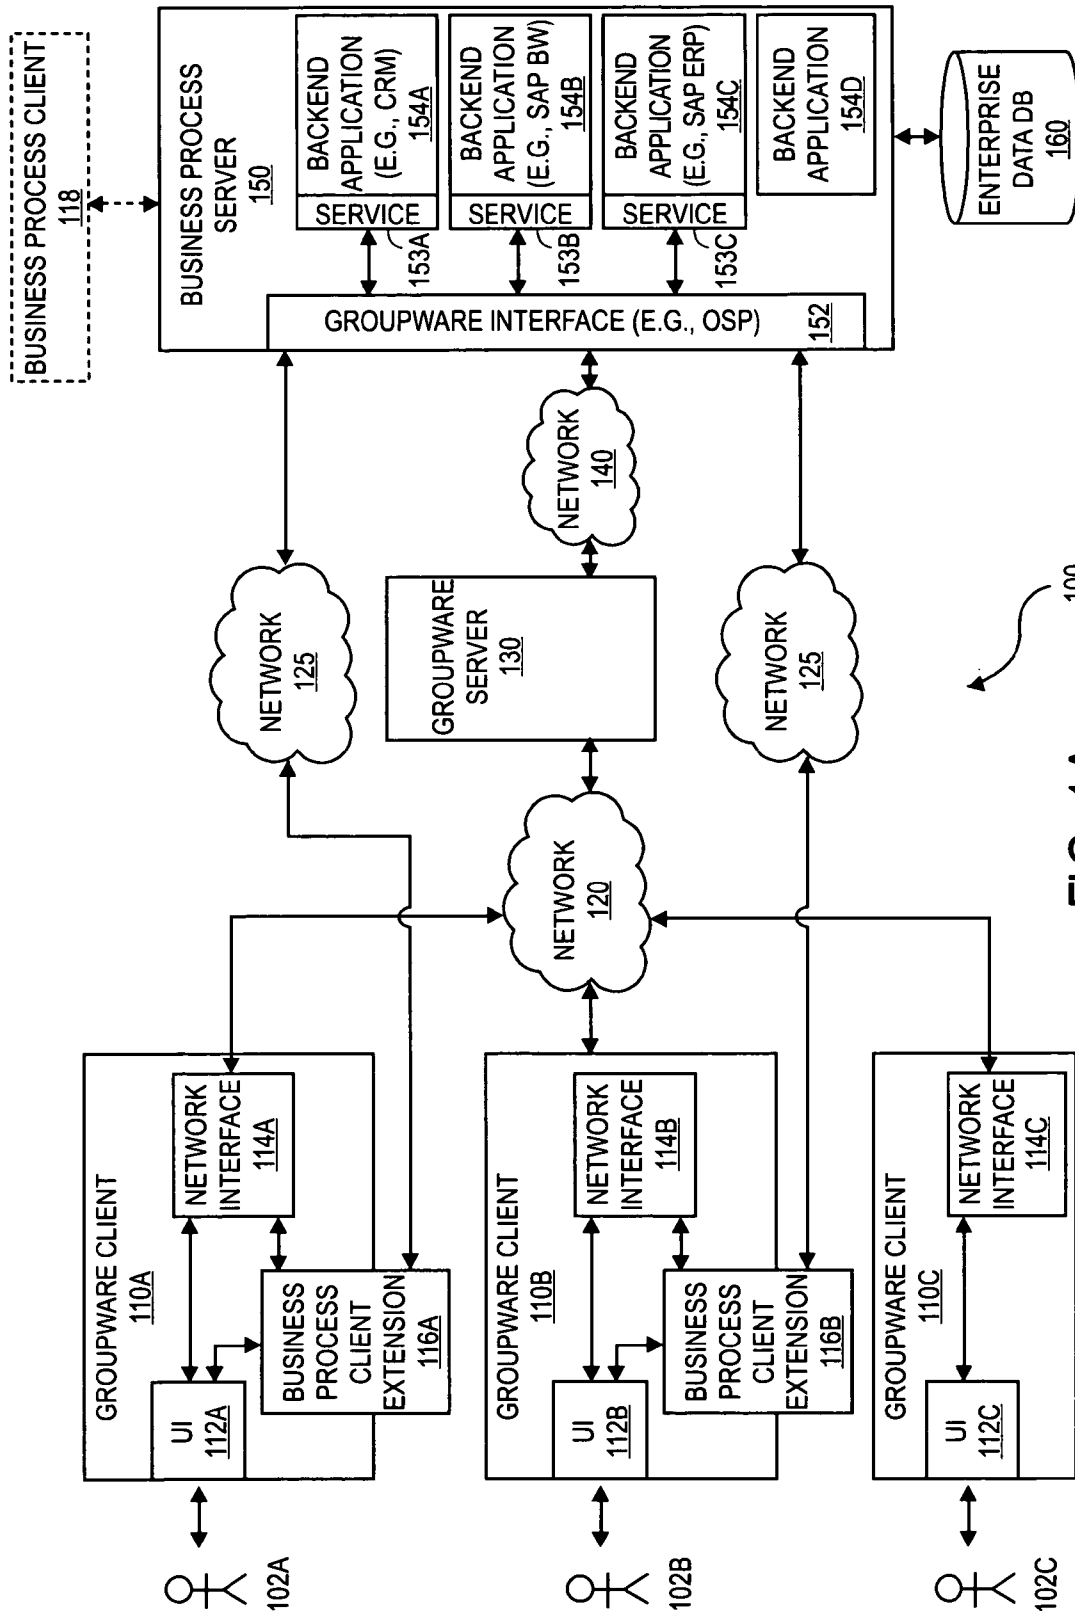 BUSINESS PROCESS CLIENT
118
BUSINESS PROCESS
SERVER
150
BACKEND
APPLICATION
(E.G., CRM)
154A
SERVICE
153A
BACKEND
APPLICATION
(E.G., SAP BW)
154B
SERVICE
153B
BACKEND
APPLICATION
(E.G., SAP ERP)
154C
SERVICE
153C
BACKEND
APPLICATION
154D
ENTERPRISE
DATA DB
160
GROUPWARE INTERFACE (E.G., OSP)
152
NETWORK
125
NETWORK
140
NETWORK
125
GROUPWARE
SERVER
130
NETWORK
120
GROUPWARE CLIENT
110A
NETWORK
INTERFACE
114A
UI
112A
BUSINESS
PROCESS
CLIENT
EXTENSION
116A
102A
GROUPWARE CLIENT
110B
NETWORK
INTERFACE
114B
UI
112B
BUSINESS
PROCESS
CLIENT
EXTENSION
116B
102B
GROUPWARE CLIENT
110C
NETWORK
INTERFACE
114C
UI
112C
102C
100